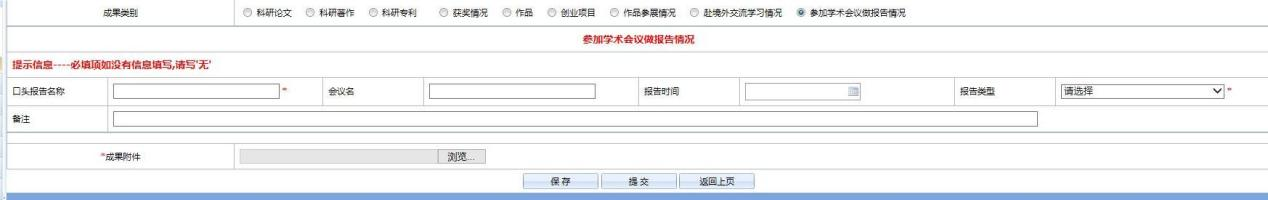 成果类别 科研论文 科研著作 科研专利 获奖情况 作品 创业项目 作品参展情况 赴境外交流学习情况 参加学术会议做报告情况
参加学术会议做报告情况
提示信息----必填项如没有信息填写,请写'无'
口头报告名称 * 会议名 报告时间 报告类型 请选择 *
备注
*成果附件 浏览...
保存 提交 返回上页